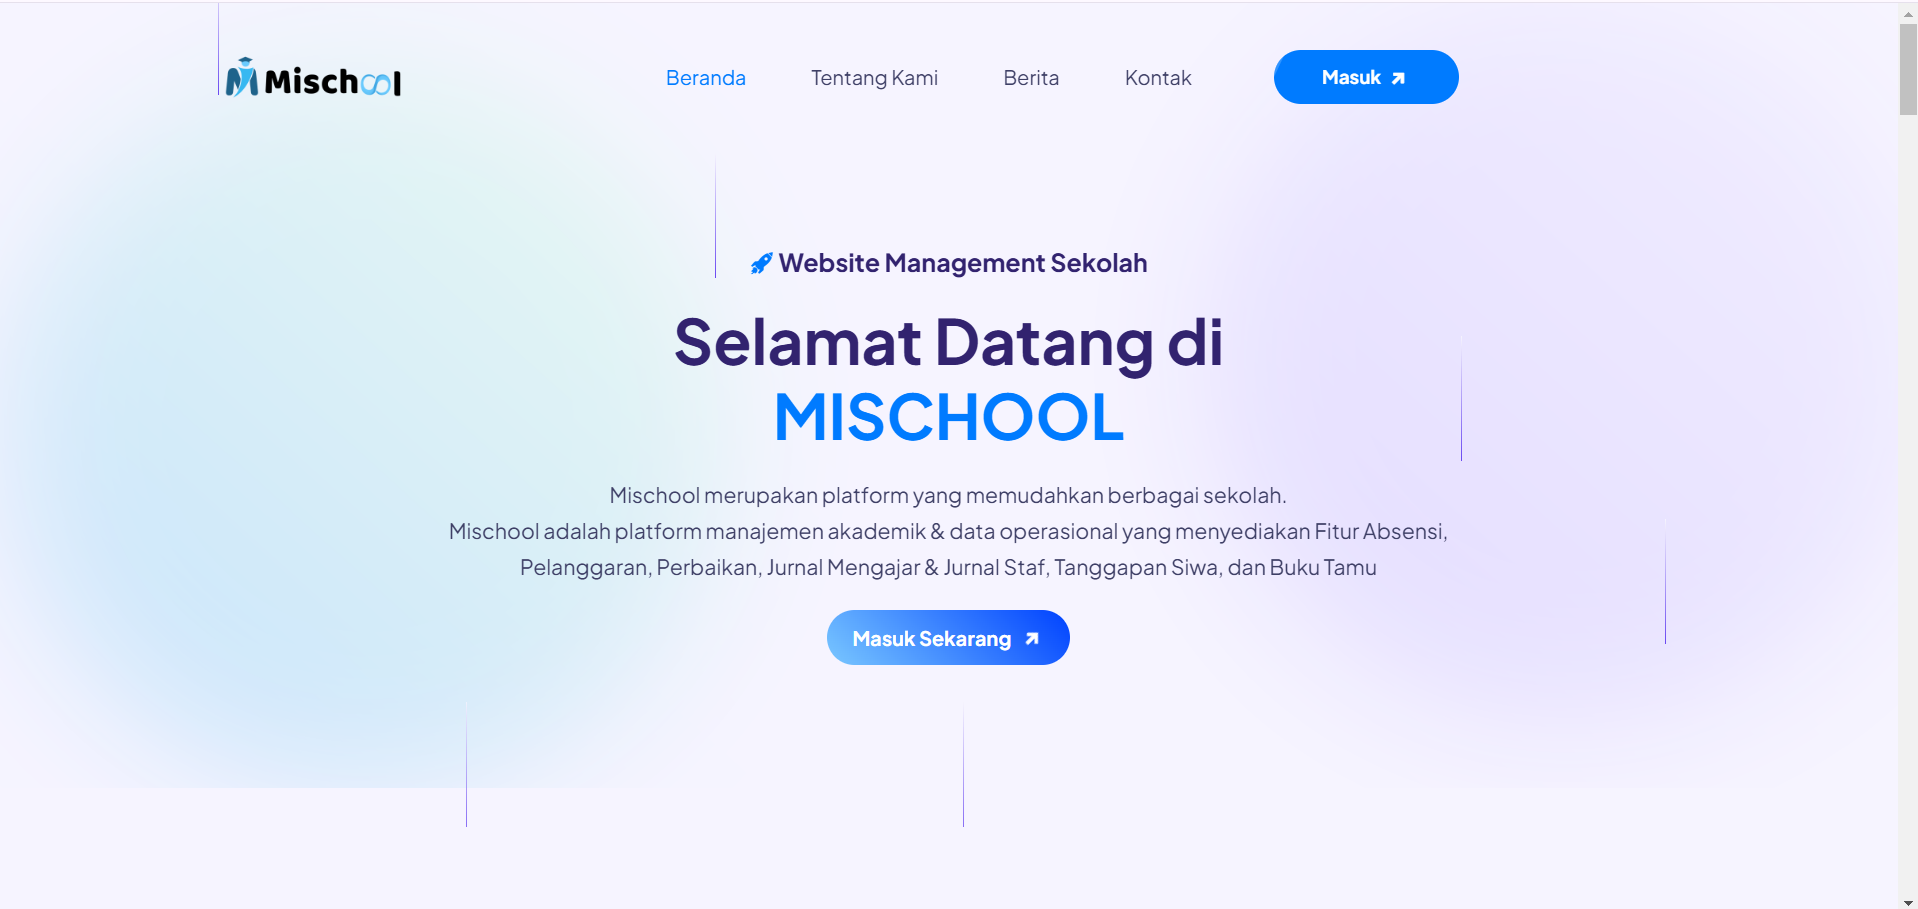 Mischool
Beranda
Tentang Kami
Berita
Kontak
Masuk
Website Management Sekolah
Selamat Datang di
MISCHOOL
Mischool merupakan platform yang memudahkan berbagai sekolah.
Mischool adalah platform manajemen akademik & data operasional yang menyediakan Fitur Absensi,
Pelanggaran, Perbaikan, Jurnal Mengajar & Jurnal Staf, Tanggapan Siwa, dan Buku Tamu
Masuk Sekarang